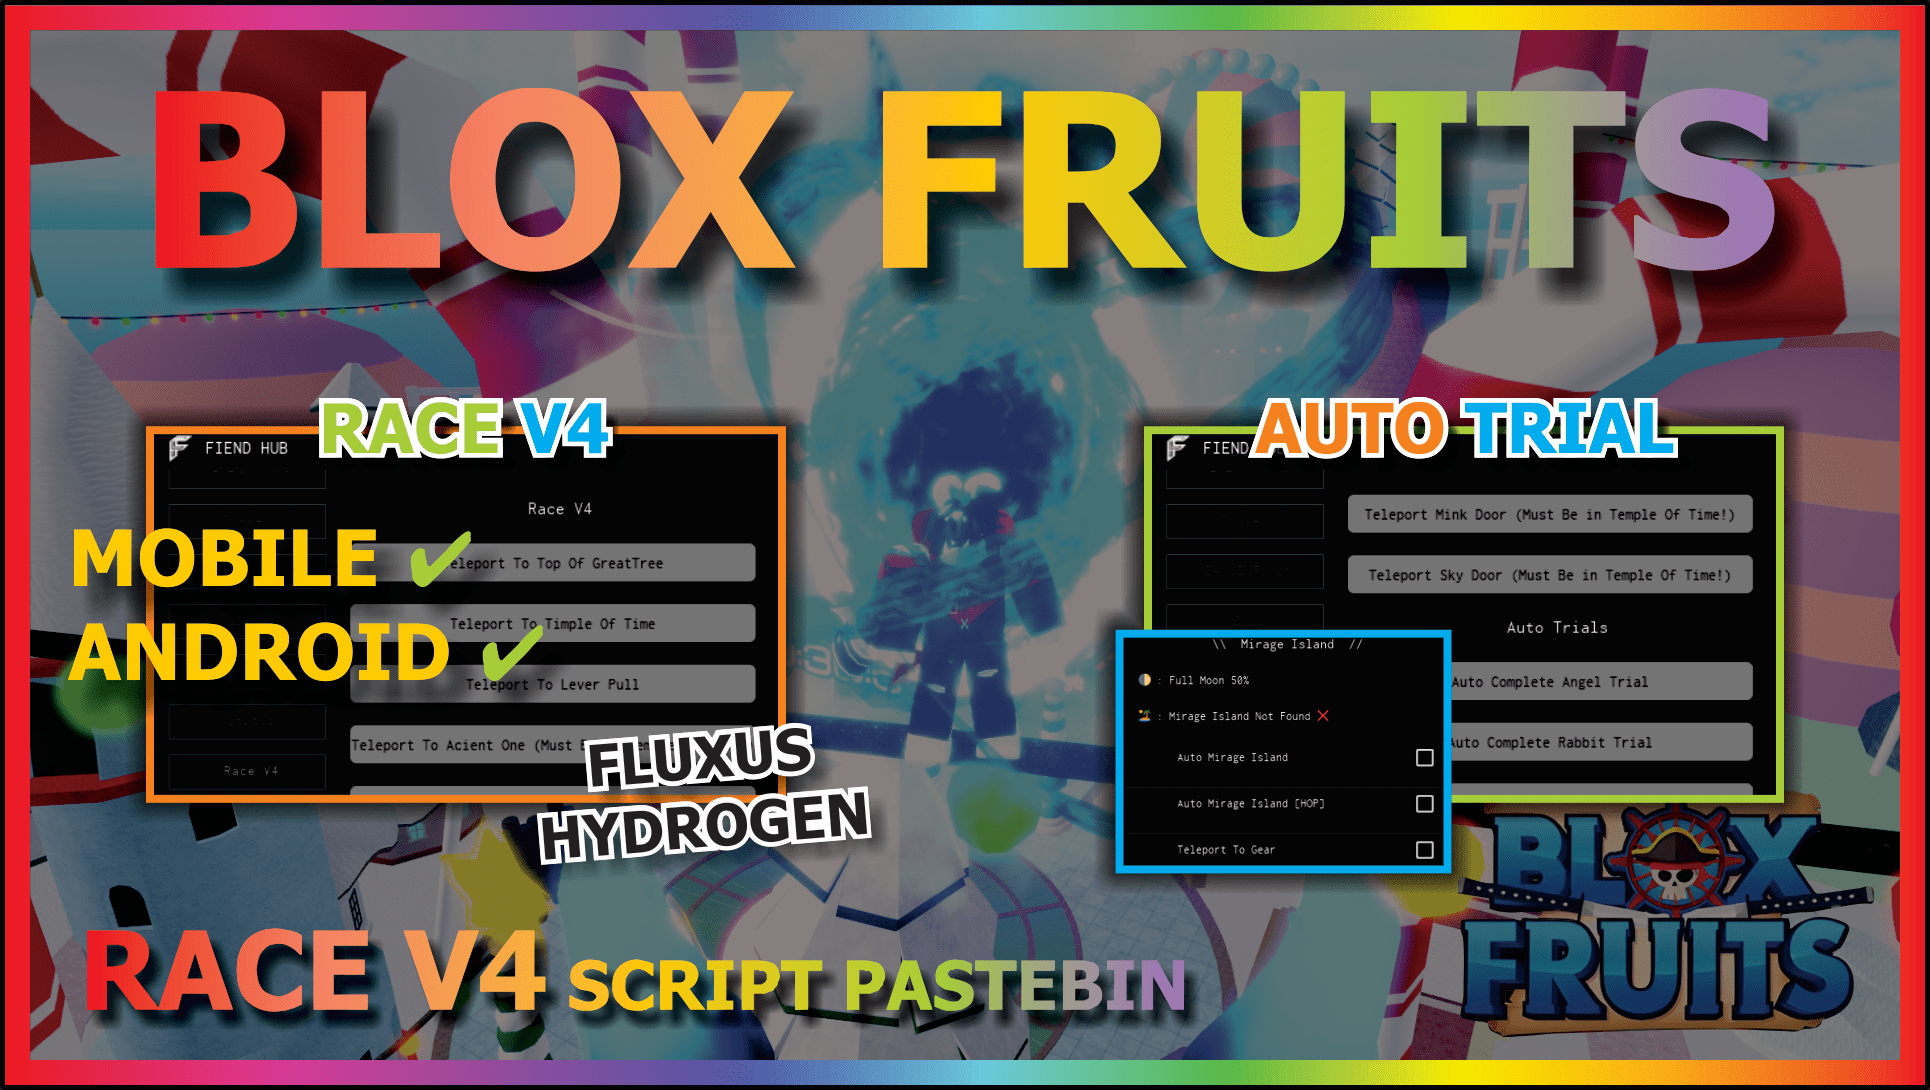 BLOX FRUITS
RACE V4
FIEND HUB
Race V4
Teleport To Top Of GreatTree
Teleport To Timple Of Time
Teleport To Lever Pull
Teleport To Acient One (Must
Race V4
MOBILE ✔
ANDROID ✔
FLUXUS
HYDROGEN
AUTO TRIAL
FIEND
Teleport Mink Door (Must Be in Temple Of Time!)
Teleport Sky Door (Must Be in Temple Of Time!)
Auto Trials
Auto Complete Angel Trial
Auto Complete Rabbit Trial
\\ Mirage Island //
: Full Moon 50%
: Mirage Island Not Found ❌
Auto Mirage Island
Auto Mirage Island [HOP]
Teleport To Gear
RACE V4 SCRIPT PASTEBIN
BLOX
FRUITS